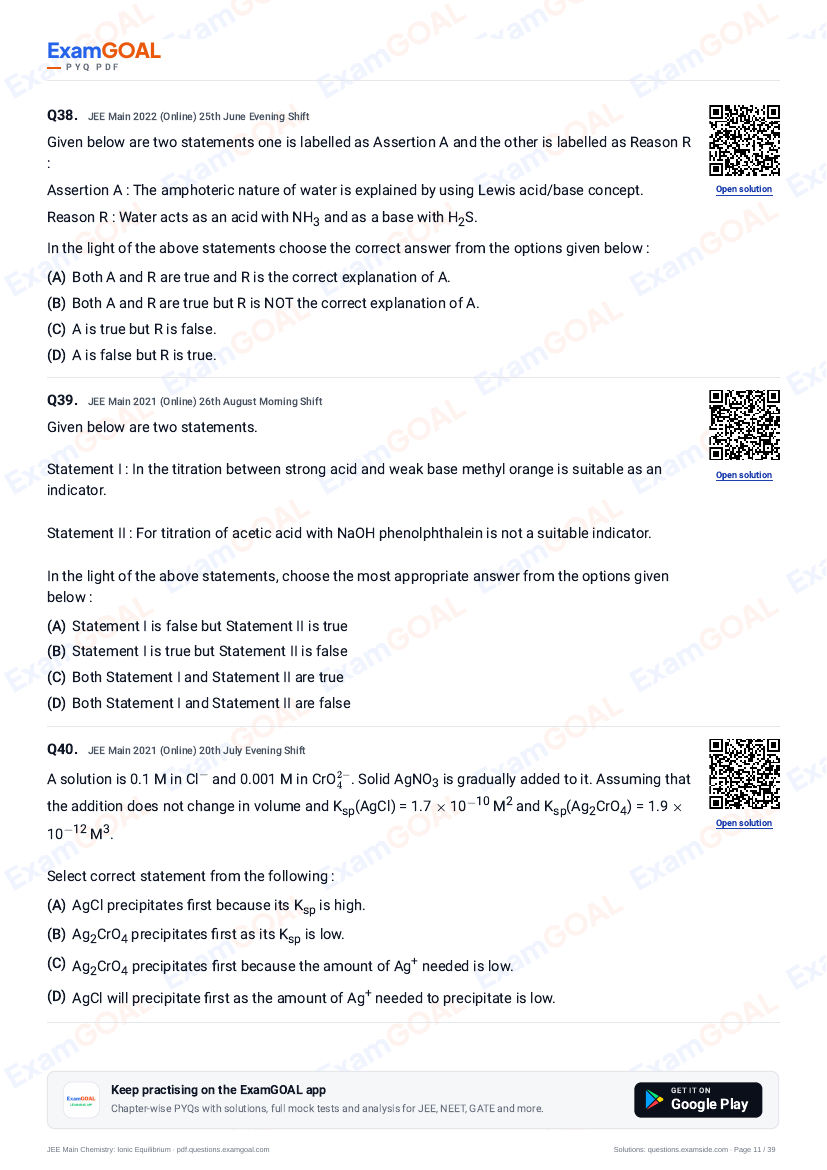 ExamGOAL
PYQ PDF
Q38. JEE Main 2022 (Online) 25th June Evening Shift
Given below are two statements one is labelled as Assertion A and the other is labelled as Reason R
:
Open solution
Assertion A : The amphoteric nature of water is explained by using Lewis acid/base concept.
Reason R : Water acts as an acid with NH₃ and as a base with H₂S.
In the light of the above statements choose the correct answer from the options given below :
(A) Both A and R are true and R is the correct explanation of A.
(B) Both A and R are true but R is NOT the correct explanation of A.
(C) A is true but R is false.
(D) A is false but R is true.
Q39. JEE Main 2021 (Online) 26th August Morning Shift
Given below are two statements.
Open solution
Statement I : In the titration between strong acid and weak base methyl orange is suitable as an
indicator.
Statement II : For titration of acetic acid with NaOH phenolphthalein is not a suitable indicator.
In the light of the above statements, choose the most appropriate answer from the options given
below :
(A) Statement I is false but Statement II is true
(B) Statement I is true but Statement II is false
(C) Both Statement I and Statement II are true
(D) Both Statement I and Statement II are false
Q40. JEE Main 2021 (Online) 20th July Evening Shift
A solution is 0.1 M in Cl⁻ and 0.001 M in CrO₄²⁻. Solid AgNO₃ is gradually added to it. Assuming that
the addition does not change in volume and Kₛₚ(AgCl) = 1.7 × 10⁻¹⁰ M² and Kₛₚ(Ag₂CrO₄) = 1.9 ×
10⁻¹² M³.
Open solution
Select correct statement from the following :
(A) AgCl precipitates first because its Kₛₚ is high.
(B) Ag₂CrO₄ precipitates first as its Kₛₚ is low.
(C) Ag₂CrO₄ precipitates first because the amount of Ag⁺ needed is low.
(D) AgCl will precipitate first as the amount of Ag⁺ needed to precipitate is low.
ExamGOAL
Keep practising on the ExamGOAL app
Chapter-wise PYQs with solutions, full mock tests and analysis for JEE, NEET, GATE and more.
GET IT ON
Google Play
JEE Main Chemistry: Ionic Equilibrium · pdf.questions.examgoal.com
Solutions: questions.examside.com · Page 11 / 39